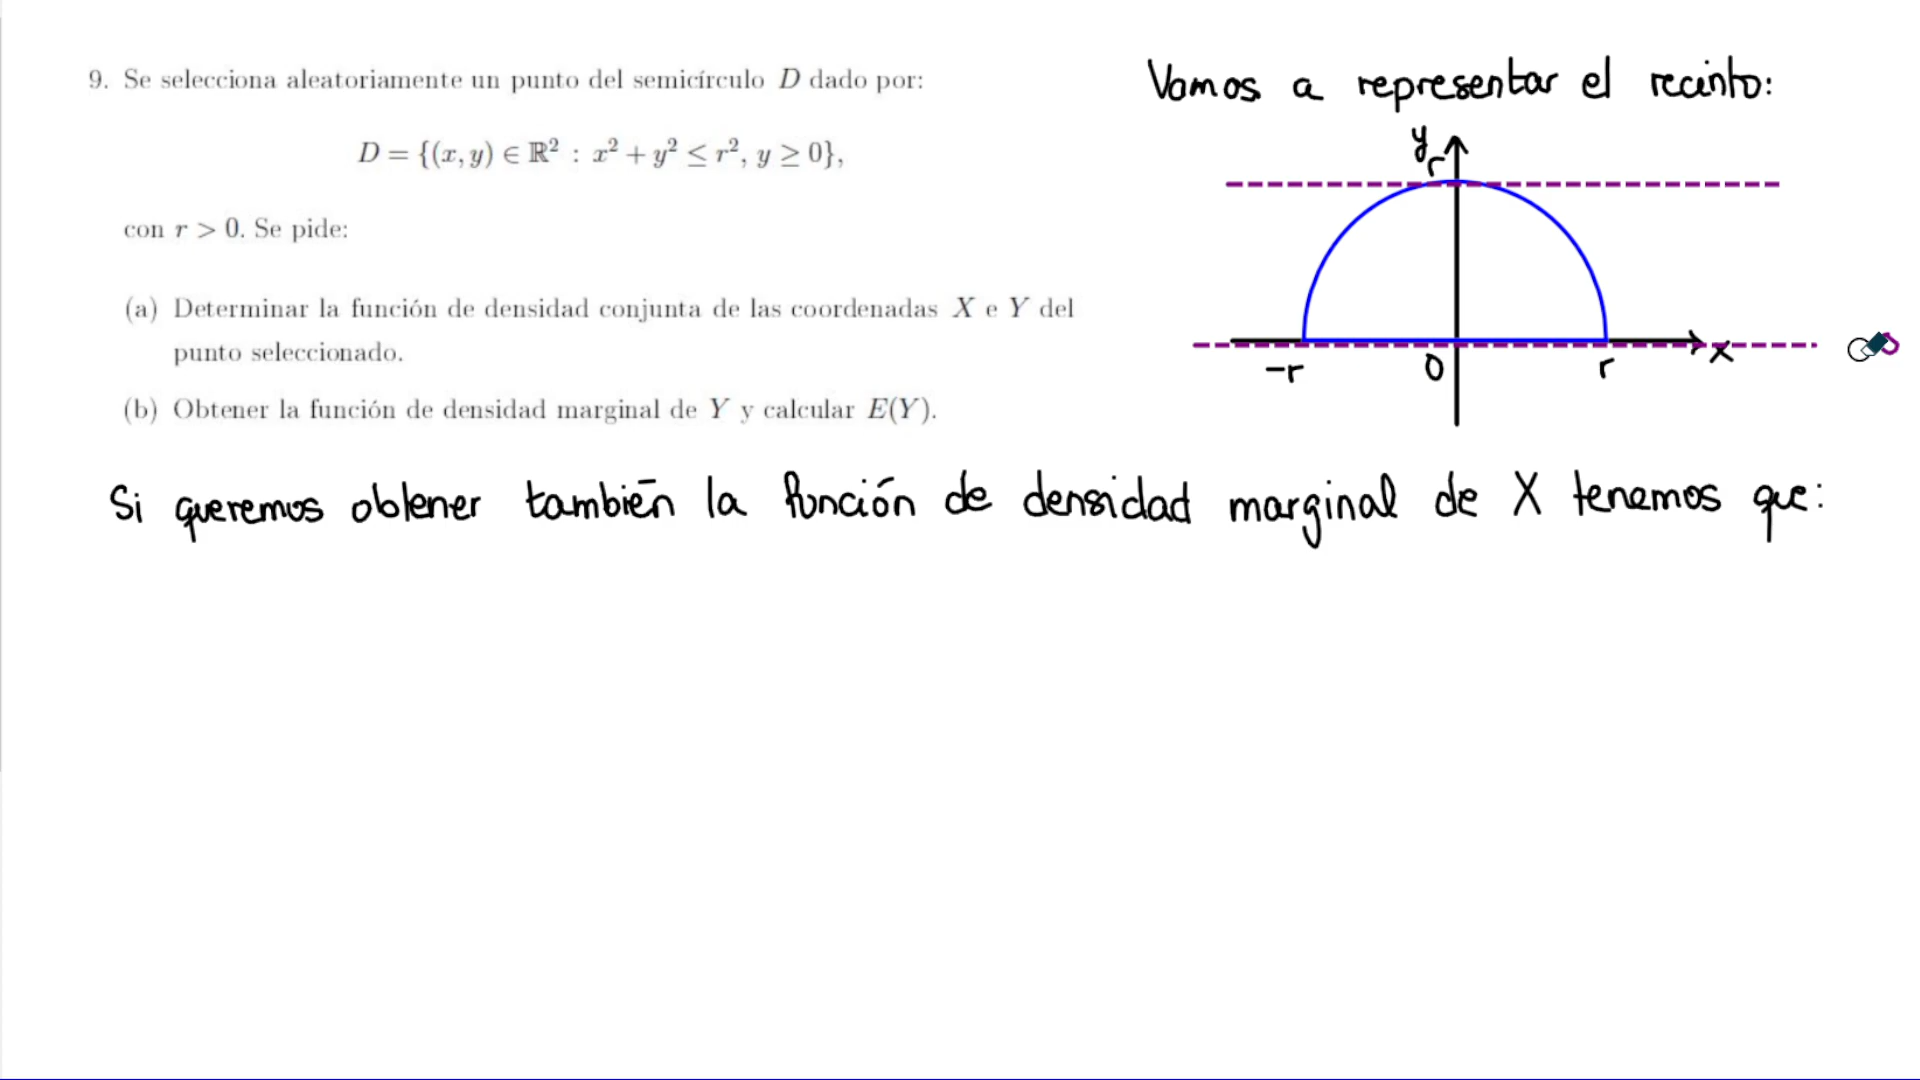 9. Se selecciona aleatoriamente un punto del semicírculo D dado por:
D = {(x, y) ∈ ℝ² : x² + y² ≤ r², y ≥ 0},
con r > 0. Se pide:
(a) Determinar la función de densidad conjunta de las coordenadas X e Y del
punto seleccionado.
(b) Obtener la función de densidad marginal de Y y calcular E(Y).
Vamos a representar el recinto:
y
r
-r 0 r x
Si queremos obtener también la función de densidad marginal de X tenemos que: